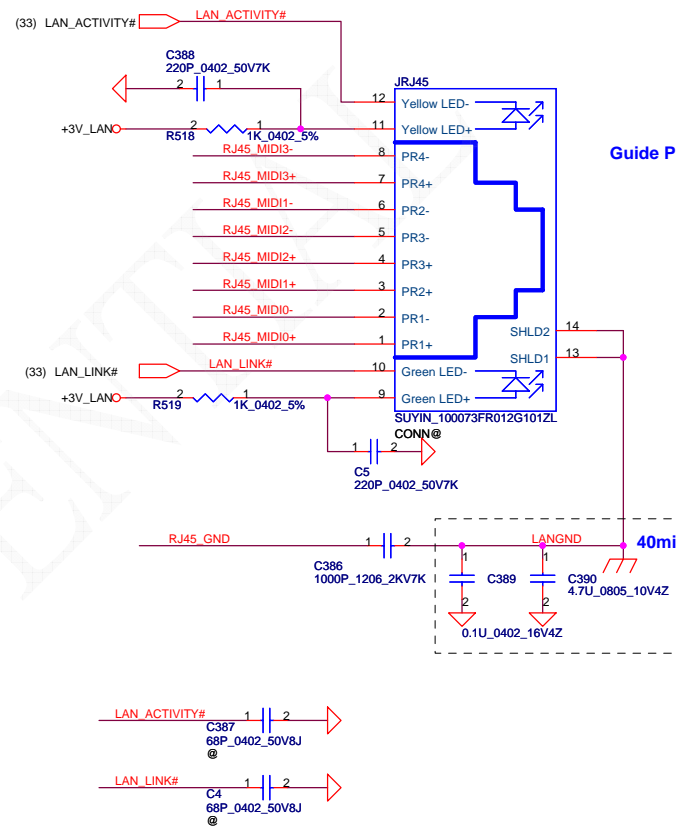 (33) LAN_ACTIVITY# LAN_ACTIVITY#
C388
220P_0402_50V7K
2 1
JRJ45
12 Yellow LED-
+3V_LAN 2 1 11 Yellow LED+
R518 1K_0402_5%
RJ45_MIDI3- 8 PR4-
Guide P
RJ45_MIDI3+ 7 PR4+
RJ45_MIDI1- 6 PR2-
RJ45_MIDI2- 5 PR3-
RJ45_MIDI2+ 4 PR3+
RJ45_MIDI1+ 3 PR2+
RJ45_MIDI0- 2 PR1-
SHLD2 14
RJ45_MIDI0+ 1 PR1+
SHLD1 13
(33) LAN_LINK# LAN_LINK# 10 Green LED-
+3V_LAN 2 1 9 Green LED+
R519 1K_0402_5%
SUYIN_100073FR012G101ZL
CONN@
1 2
C5
220P_0402_50V7K
RJ45_GND 1 2 LANGND 40mi
C386
1000P_1206_2KV7K
1 C389 1 C390
4.7U_0805_10V4Z
2 2
0.1U_0402_16V4Z
LAN_ACTIVITY# 1 2
C387
68P_0402_50V8J
@
LAN_LINK# 1 2
C4
68P_0402_50V8J
@
ENTIAL